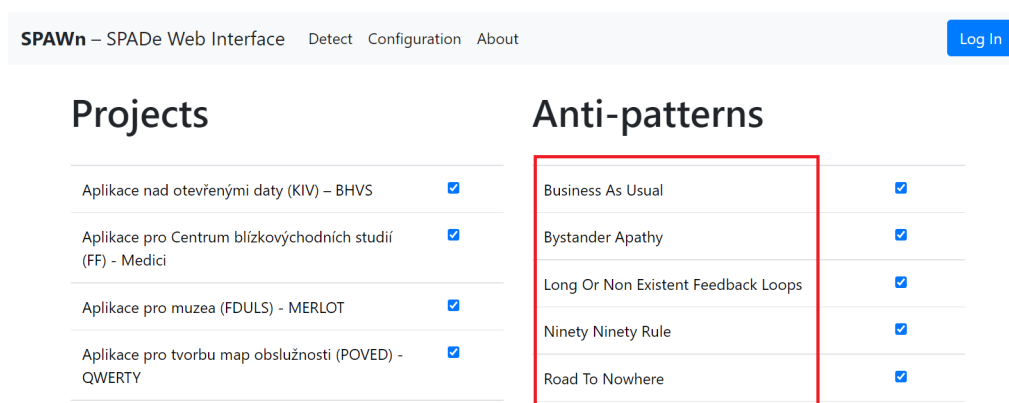 SPAWn – SPADe Web Interface Detect Configuration About Log In
Projects
Aplikace nad otevřenými daty (KIV) – BHVS
Aplikace pro Centrum blízkovýchodních studií
(FF) - Medici
Aplikace pro muzea (FDULS) - MERLOT
Aplikace pro tvorbu map obslužnosti (POVED) -
QWERTY
Anti-patterns
Business As Usual
Bystander Apathy
Long Or Non Existent Feedback Loops
Ninety Ninety Rule
Road To Nowhere